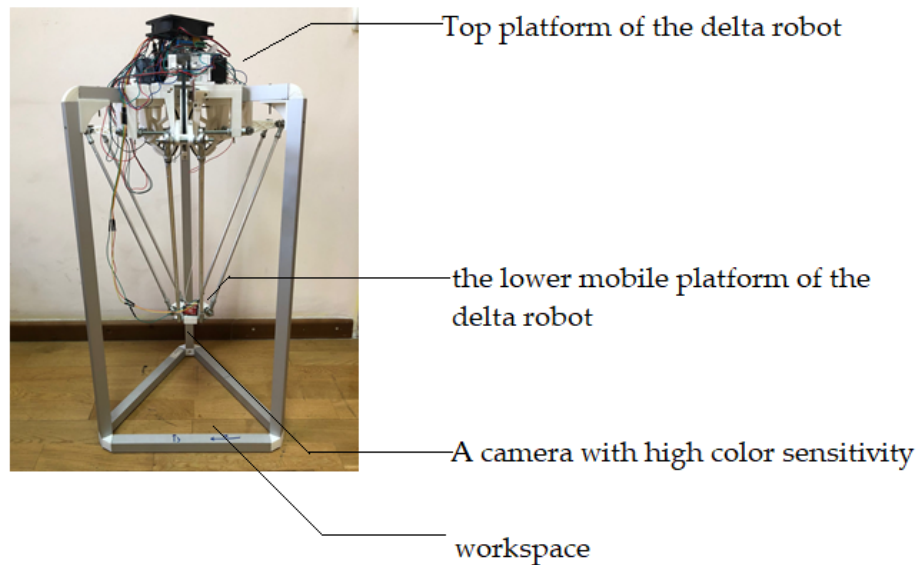 Top platform of the delta robot
the lower mobile platform of the
delta robot
A camera with high color sensitivity
workspace